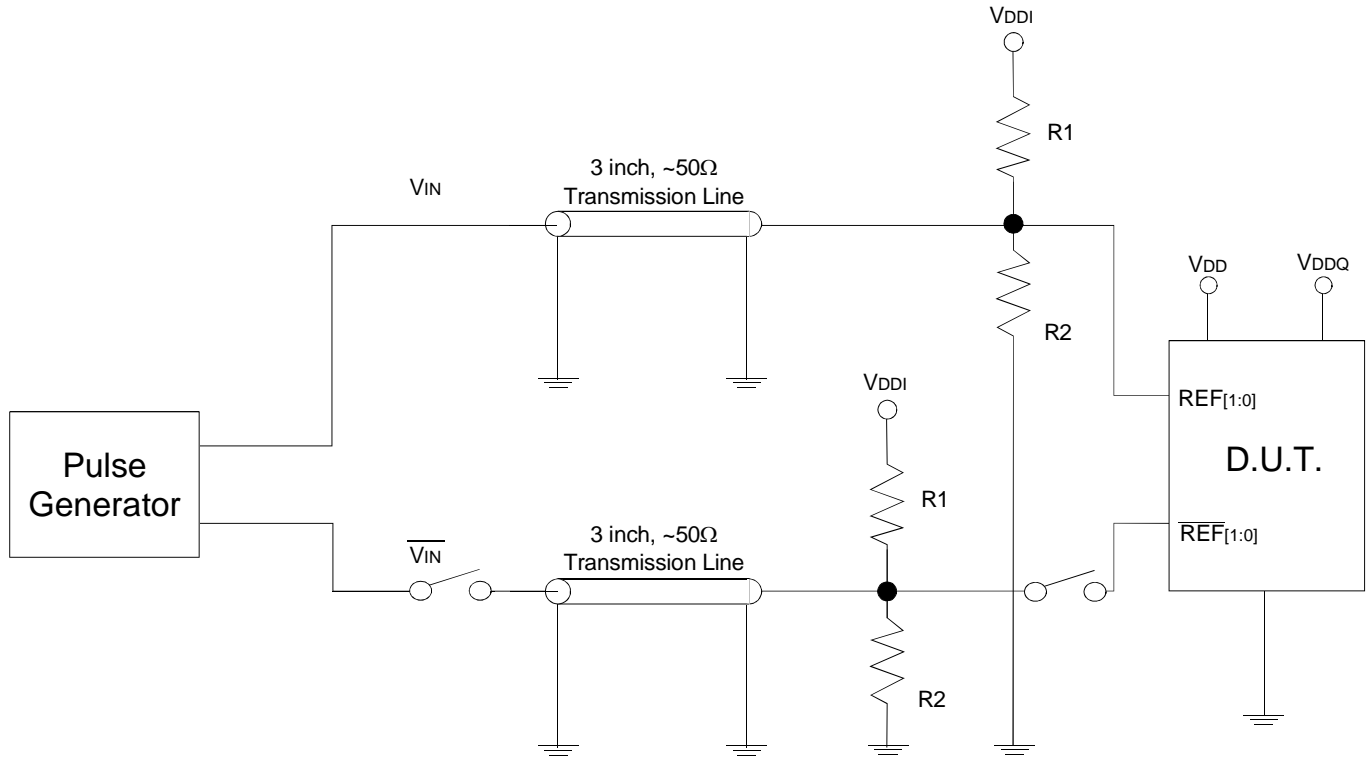 VDDI
R1
3 inch, ~50Ω
Transmission Line
VIN
VDD
VDDQ
R2
VDDI
REF[1:0]
Pulse
Generator
D.U.T.
R1
3 inch, ~50Ω
Transmission Line
VIN
REF[1:0]
R2